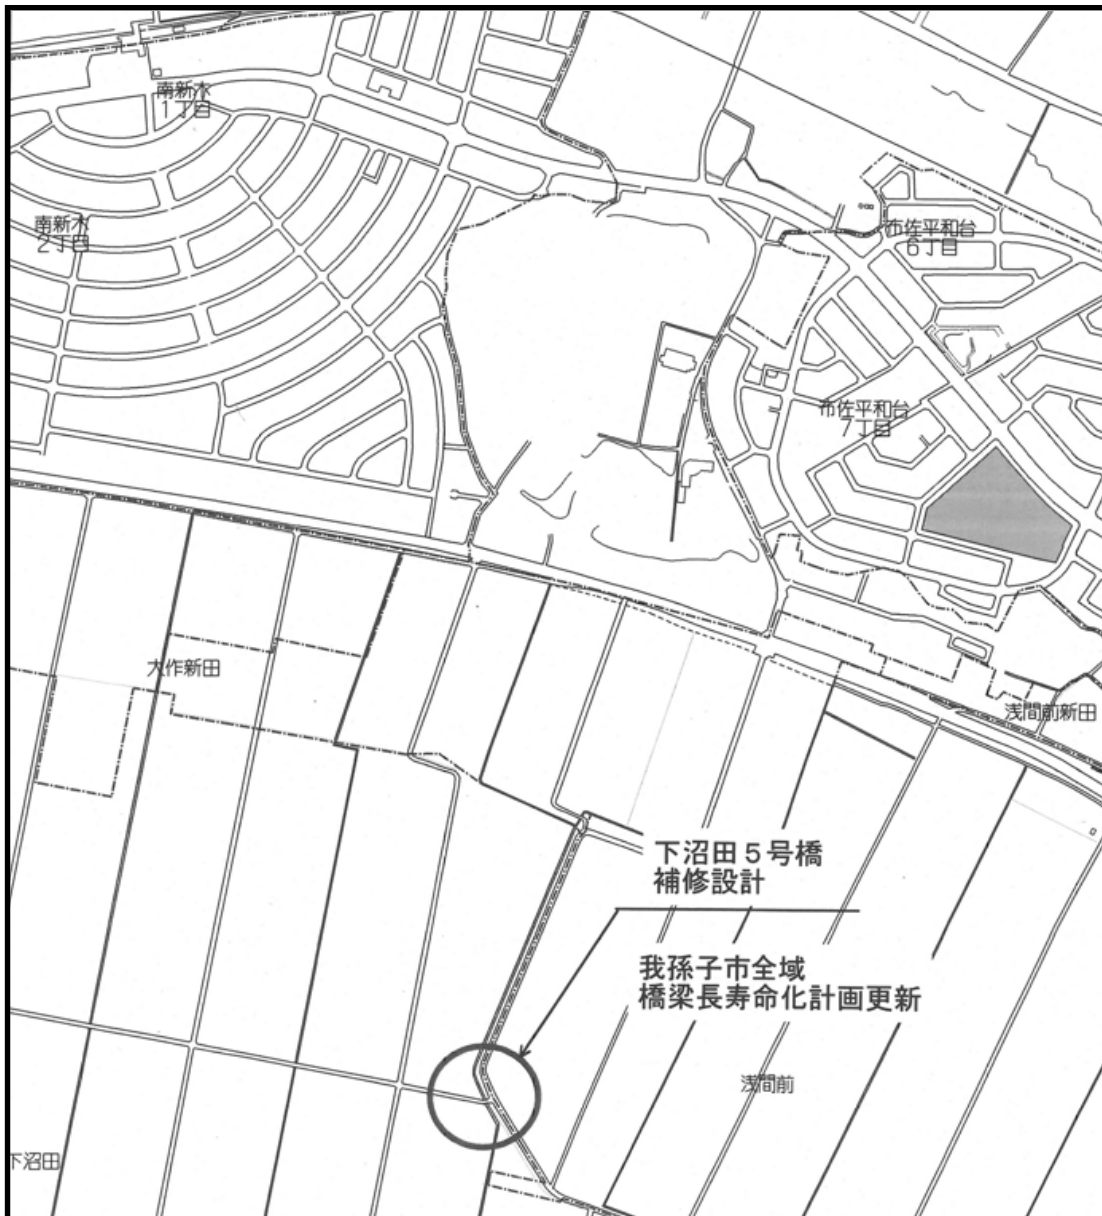 南新木
1丁目
南新木
2丁目
布佐平和台
6丁目
布佐平和台
7丁目
大作新田
浅間前新田
下沼田5号橋
補修設計
我孫子市全域
橋梁長寿命化計画更新
浅間前
下沼田